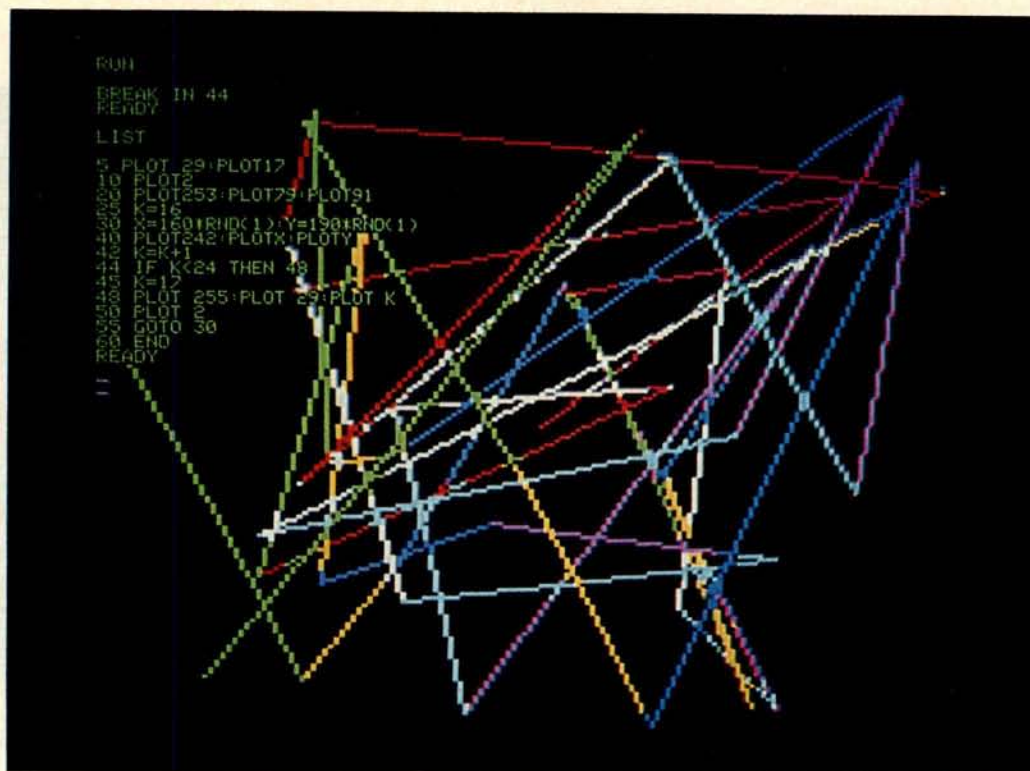 RUN
BREAK IN 44
READY
LIST
5 PLOT 29:PLOT17
10 PLOT2
20 PLOT253:PLOT79:PLOT91
25 K=16
30 X=160*RND(1):Y=190*RND(1)
40 PLOT242:PLOTX:PLOTY
42 K=K+1
44 IF K<24 THEN 48
45 K=17
48 PLOT 255:PLOT 29:PLOT K
50 PLOT 2
55 GOTO 30
60 END
READY